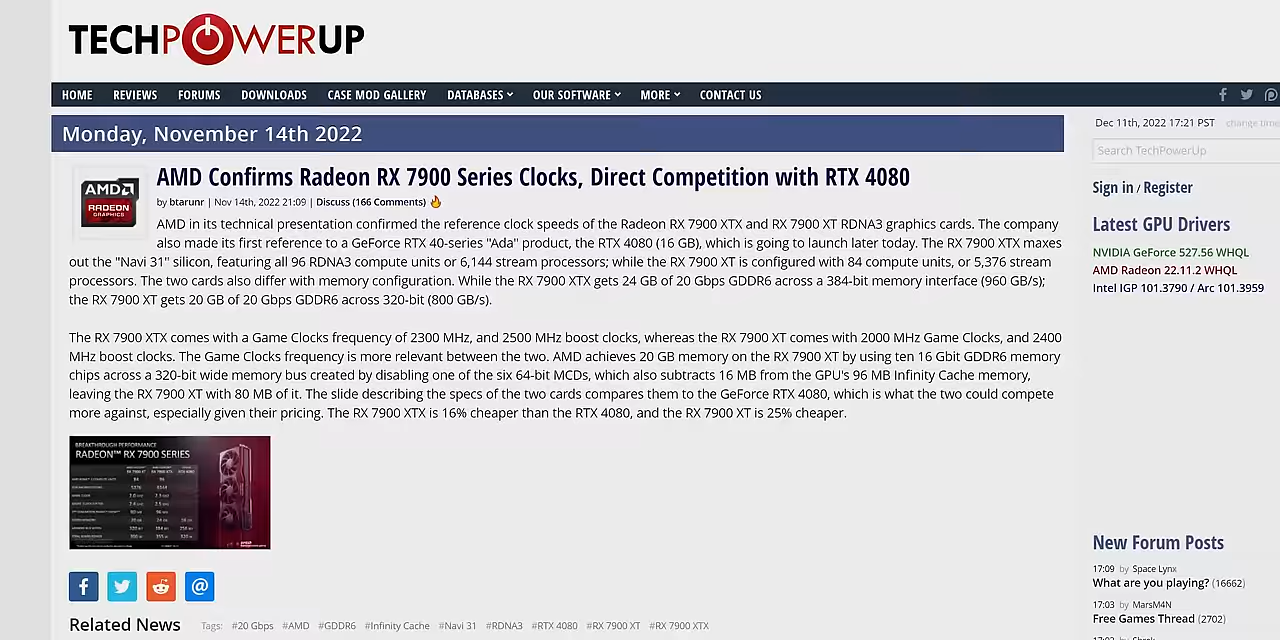 TECHPOWERUP
HOME REVIEWS FORUMS DOWNLOADS CASE MOD GALLERY DATABASES OUR SOFTWARE MORE CONTACT US
Monday, November 14th 2022
Dec 11th, 2022 17:21 PST change time
Search TechPowerUp
AMD Confirms Radeon RX 7900 Series Clocks, Direct Competition with RTX 4080
by btarunr | Nov 14th, 2022 21:09 | Discuss (166 Comments)
AMD
RADEON
GRAPHICS
AMD in its technical presentation confirmed the reference clock speeds of the Radeon RX 7900 XTX and RX 7900 XT RDNA3 graphics cards. The company
also made its first reference to a GeForce RTX 40-series "Ada" product, the RTX 4080 (16 GB), which is going to launch later today. The RX 7900 XTX maxes
out the "Navi 31" silicon, featuring all 96 RDNA3 compute units or 6,144 stream processors; while the RX 7900 XT is configured with 84 compute units, or 5,376 stream
processors. The two cards also differ with memory configuration. While the RX 7900 XTX gets 24 GB of 20 Gbps GDDR6 across a 384-bit memory interface (960 GB/s);
the RX 7900 XT gets 20 GB of 20 Gbps GDDR6 across 320-bit (800 GB/s).
The RX 7900 XTX comes with a Game Clocks frequency of 2300 MHz, and 2500 MHz boost clocks, whereas the RX 7900 XT comes with 2000 MHz Game Clocks, and 2400
MHz boost clocks. The Game Clocks frequency is more relevant between the two. AMD achieves 20 GB memory on the RX 7900 XT by using ten 16 Gbit GDDR6 memory
chips across a 320-bit wide memory bus created by disabling one of the six 64-bit MCDs, which also subtracts 16 MB from the GPU's 96 MB Infinity Cache memory,
leaving the RX 7900 XT with 80 MB of it. The slide describing the specs of the two cards compares them to the GeForce RTX 4080, which is what the two could compete
more against, especially given their pricing. The RX 7900 XTX is 16% cheaper than the RTX 4080, and the RX 7900 XT is 25% cheaper.
BREAKTHROUGH PERFORMANCE
RADEON™ RX 7900 SERIES
Related News Tags: #20 Gbps #AMD #GDDR6 #Infinity Cache #Navi 31 #RDNA3 #RTX 4080 #RX 7900 XT #RX 7900 XTX
Sign in / Register
Latest GPU Drivers
NVIDIA GeForce 527.56 WHQL
AMD Radeon 22.11.2 WHQL
Intel IGP 101.3790 / Arc 101.3959
New Forum Posts
17:09 by Space Lynx
What are you playing? (16662)
17:03 by MarsM4N
Free Games Thread (2702)